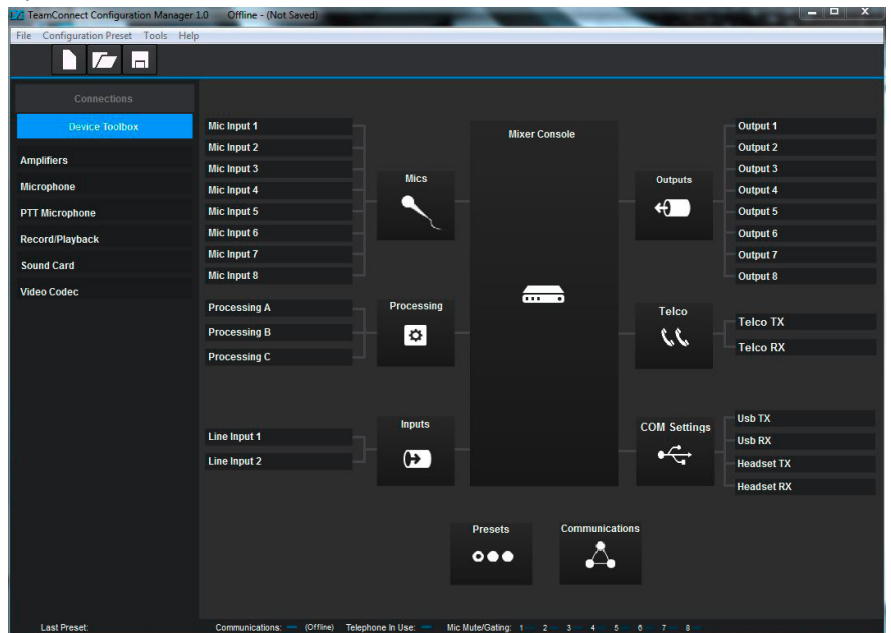 TeamConnect Configuration Manager 1.0 Offline - (Not Saved)
File Configuration Preset Tools Help
Connections
Device Toolbox
Amplifiers
Microphone
PTT Microphone
Record/Playback
Sound Card
Video Codec
Mic Input 1
Mic Input 2
Mic Input 3
Mic Input 4
Mic Input 5
Mic Input 6
Mic Input 7
Mic Input 8
Mics
Processing A
Processing B
Processing C
Processing
Line Input 1
Line Input 2
Inputs
Mixer Console
Outputs
Output 1
Output 2
Output 3
Output 4
Output 5
Output 6
Output 7
Output 8
Telco
Telco TX
Telco RX
COM Settings
Usb TX
Usb RX
Headset TX
Headset RX
Presets
Communications
Last Preset: Communications: (Offline) Telephone In Use: Mic Mute/Gating: 1 2 3 4 5 6 7 8